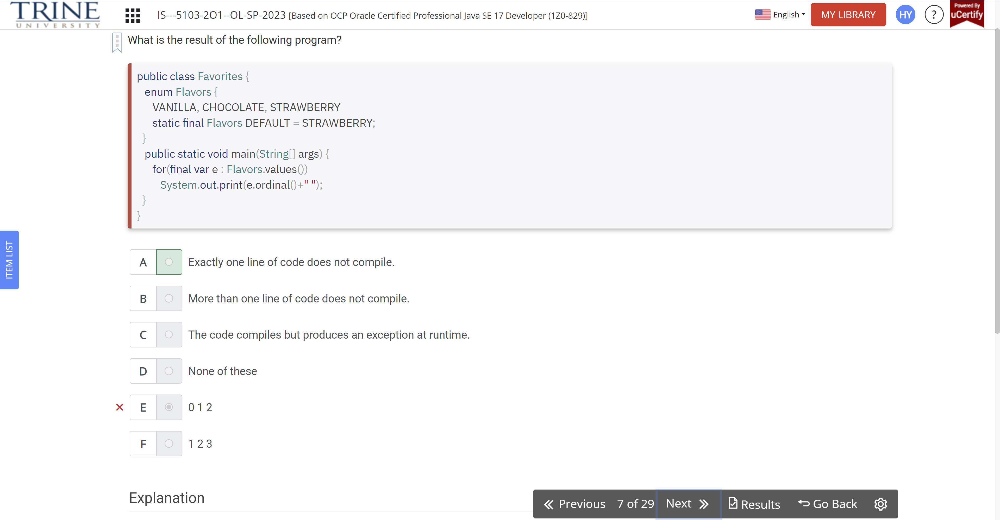 TRINE
UNIVERSITY
IS---5103-2O1--OL-SP-2023 [Based on OCP Oracle Certified Professional Java SE 17 Developer (1Z0-829)]
English
MY LIBRARY
HY
?
Powered By
uCertify
What is the result of the following program?
public class Favorites {
enum Flavors {
VANILLA, CHOCOLATE, STRAWBERRY
static final Flavors DEFAULT = STRAWBERRY;
}
public static void main(String[] args) {
for(final var e : Flavors.values())
System.out.print(e.ordinal()+" ");
}
}
ITEM LIST
A Exactly one line of code does not compile.
B More than one line of code does not compile.
C The code compiles but produces an exception at runtime.
D None of these
E 0 1 2
F 1 2 3
Explanation
Previous 7 of 29 Next Results Go Back